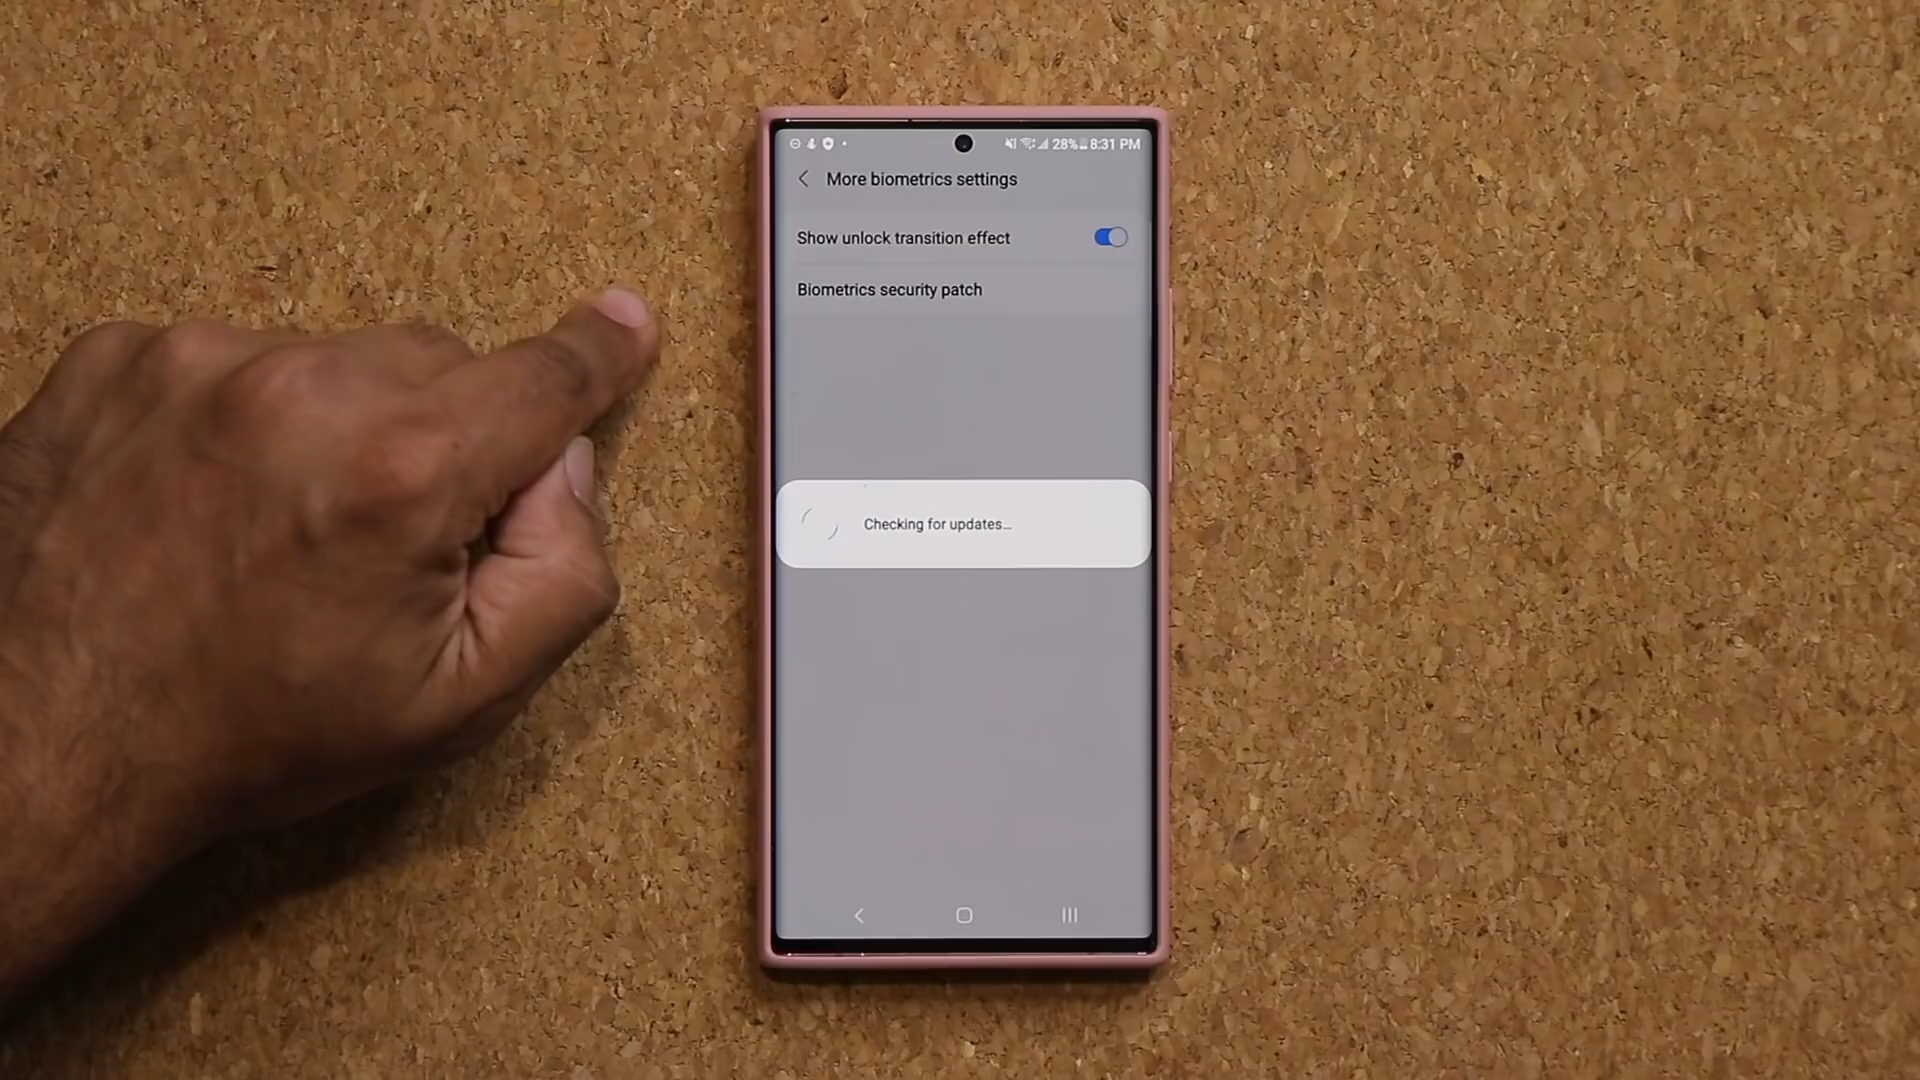 28% 8:31 PM
More biometrics settings
Show unlock transition effect
Biometrics security patch
Checking for updates...